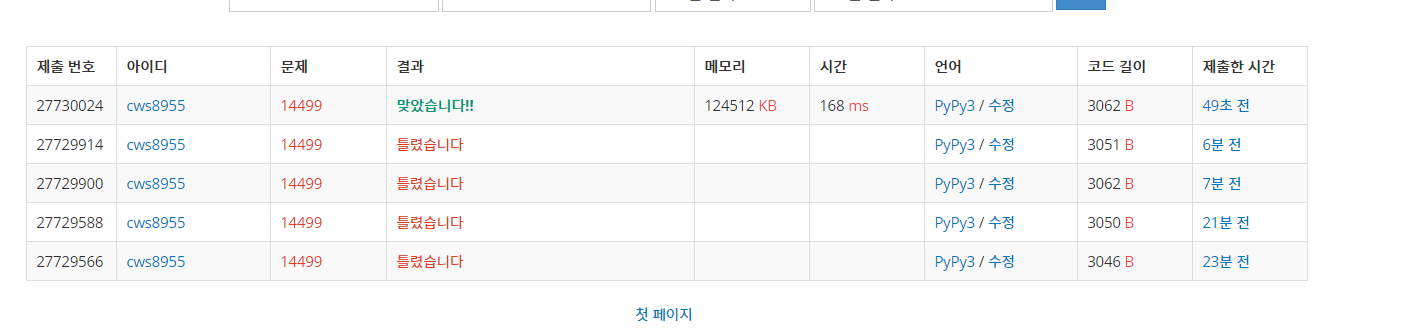 제출 번호 아이디 문제 결과 메모리 시간 언어 코드 길이 제출한 시간
27730024 cws8955 14499 맞았습니다!! 124512 KB 168 ms PyPy3 / 수정 3062 B 49초 전
27729914 cws8955 14499 틀렸습니다 PyPy3 / 수정 3051 B 6분 전
27729900 cws8955 14499 틀렸습니다 PyPy3 / 수정 3062 B 7분 전
27729588 cws8955 14499 틀렸습니다 PyPy3 / 수정 3050 B 21분 전
27729566 cws8955 14499 틀렸습니다 PyPy3 / 수정 3046 B 23분 전
첫 페이지